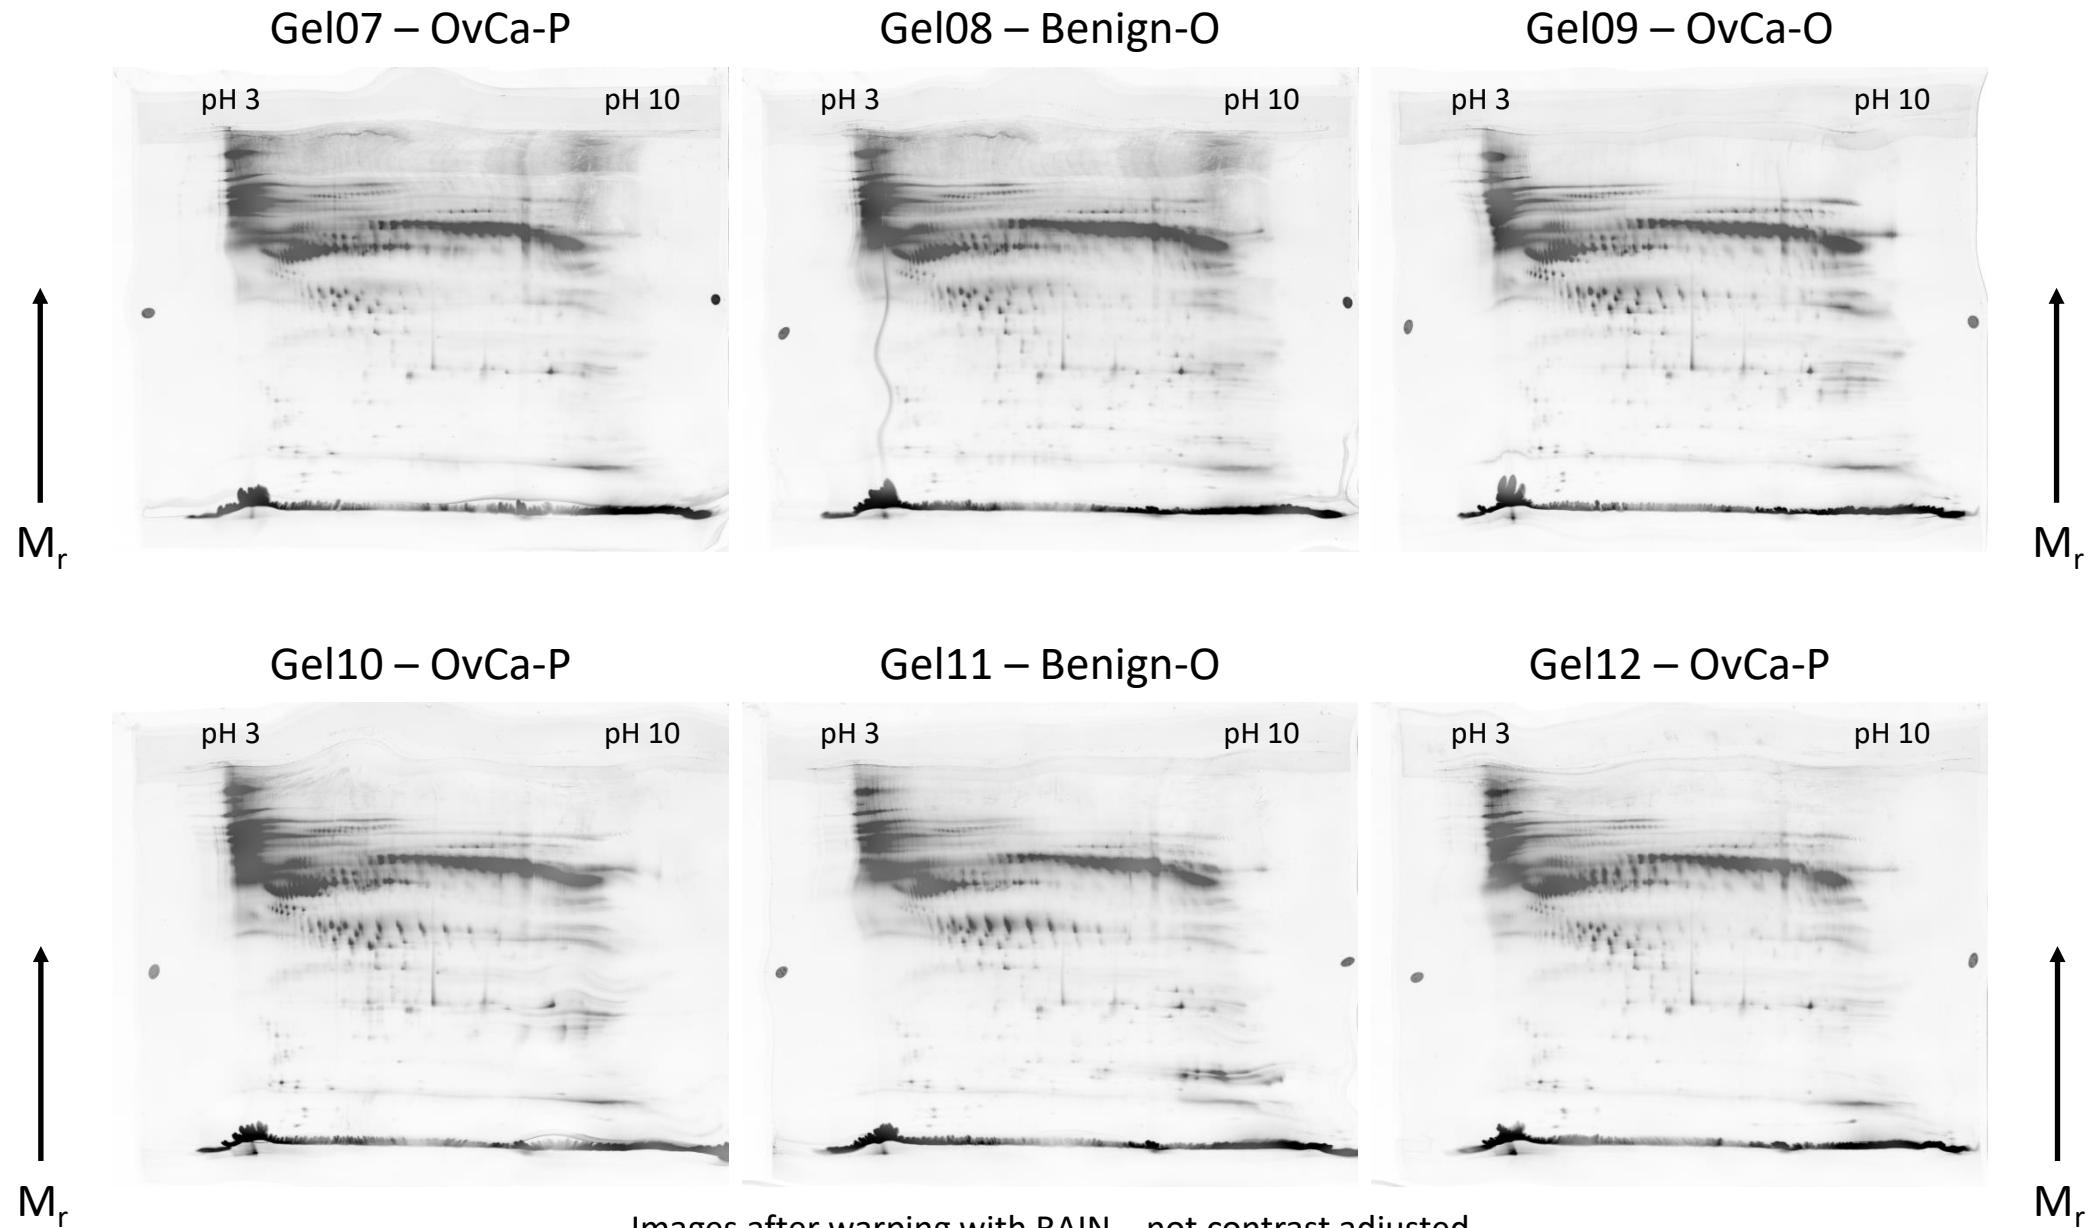 Gel07 – OvCa-P
Gel08 – Benign-O
Gel09 – OvCa-O
pH 3
pH 10
pH 3
pH 10
pH 3
pH 10
Mr
Mr
Gel10 – OvCa-P
Gel11 – Benign-O
Gel12 – OvCa-P
pH 3
pH 10
pH 3
pH 10
pH 3
pH 10
Mr
Mr
Images after warping with RAIN – not contrast adjusted